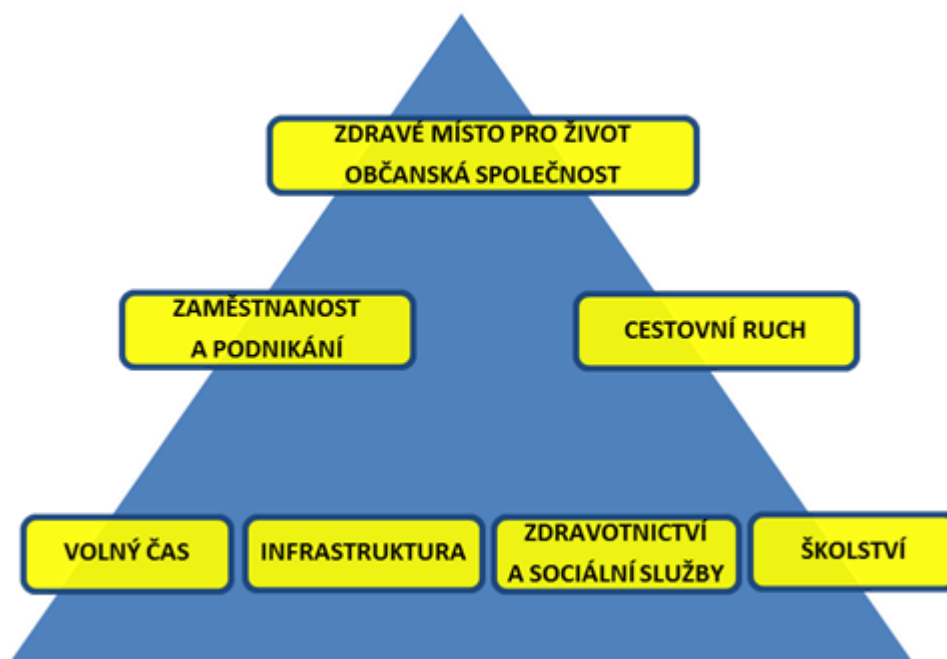 ZDRAVÉ MÍSTO PRO ŽIVOT
OBČANSKÁ SPOLEČNOST
ZAMĚSTNANOST
A PODNIKÁNÍ
CESTOVNÍ RUCH
VOLNÝ ČAS
INFRASTRUKTURA
ZDRAVOTNICTVÍ
A SOCIÁLNÍ SLUŽBY
ŠKOLSTVÍ